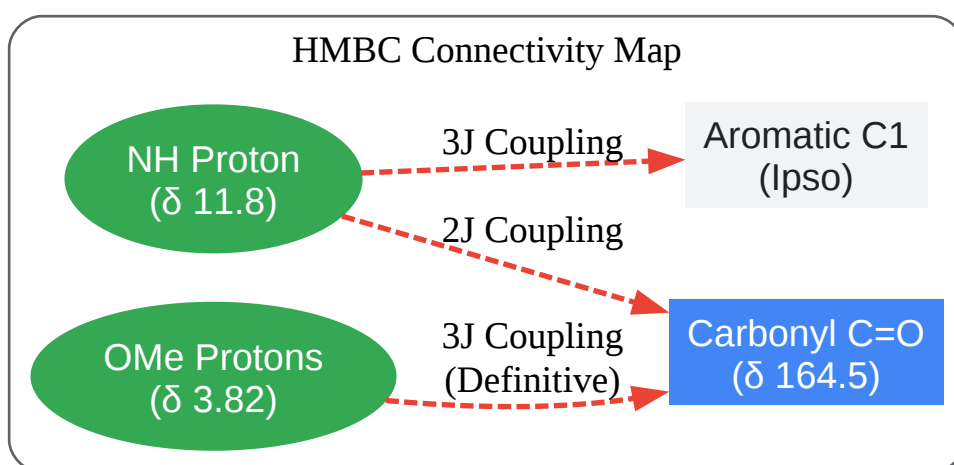 HMBC Connectivity Map
NH Proton
(δ 11.8)
3J Coupling
Aromatic C1
(Ipso)
2J Coupling
OMe Protons
(δ 3.82)
3J Coupling
(Definitive)
Carbonyl C=O
(δ 164.5)